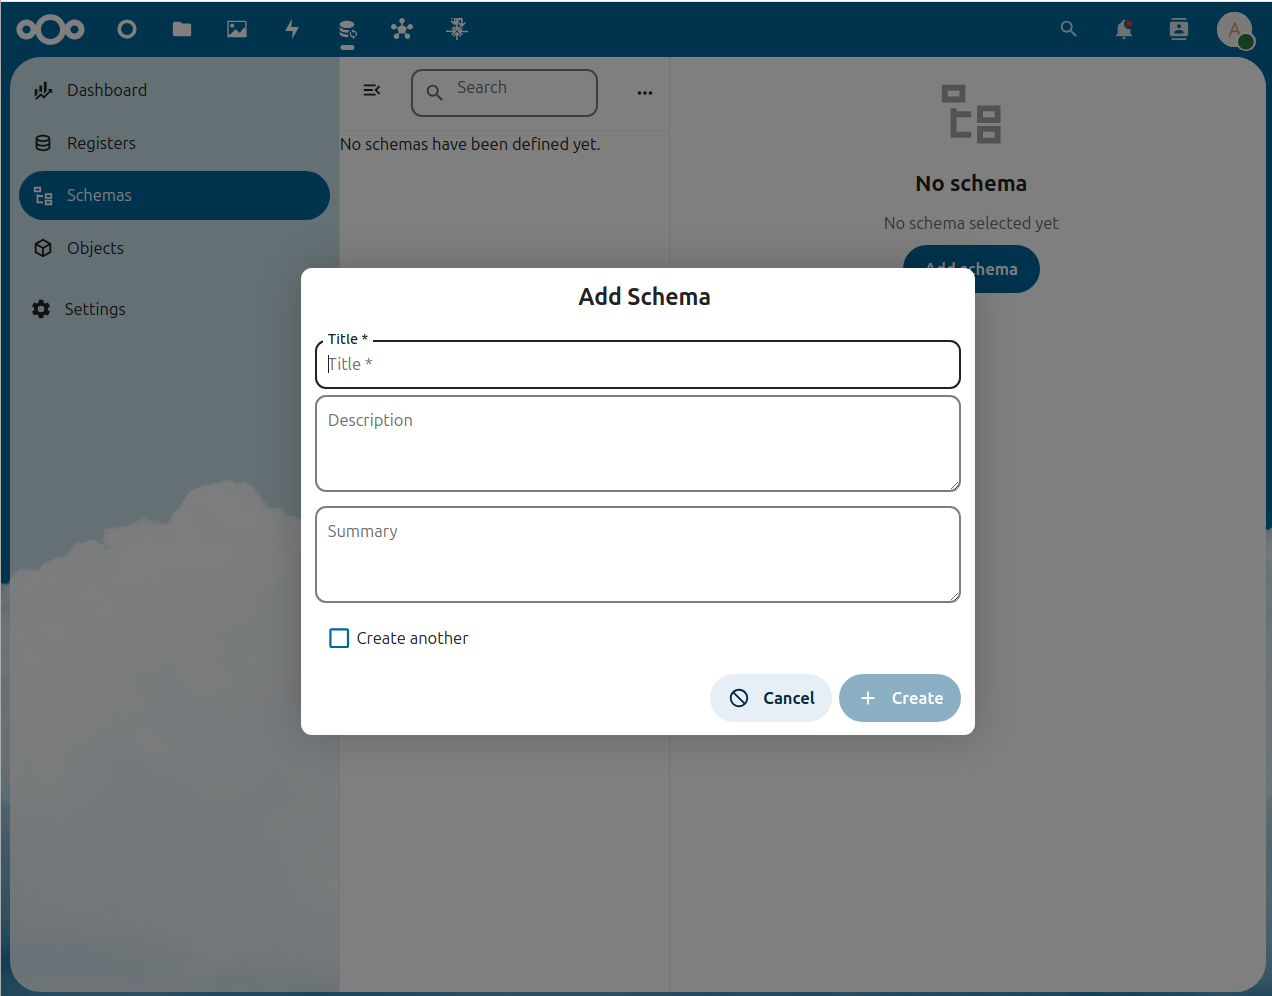 A
Dashboard
Registers
Schemas
Objects
Settings
Search
No schemas have been defined yet.
No schema
No schema selected yet
Add schema
Add Schema
Title *
Title *
Description
Summary
Create another
Cancel
Create